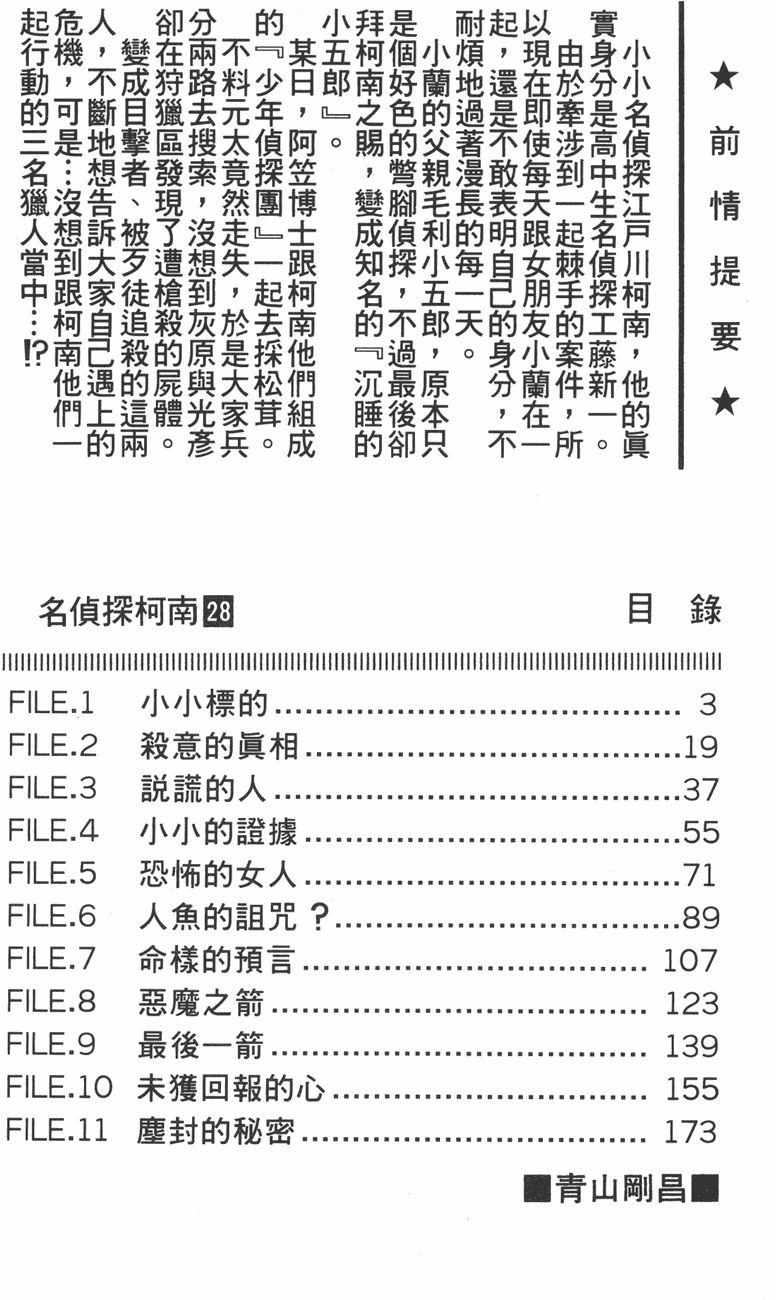 ★前情提要★
小小名偵探江戶川柯南，他的眞
實身分是高中生名偵探工藤新一。
由於牽涉到一起棘手的案件，所
以現在即使每天跟女朋友小蘭在一
起，還是不敢表明自己的身分，不
耐煩地過著漫長的每一天。
小蘭的父親毛利小五郎，原本只
是個好色的彆腳偵探，不過最後卻
拜柯南之賜，變成知名的『沉睡的
小五郎』。
某日，阿笠博士跟柯南他們組成
的『少年偵探團』一起去採松茸。
不料元太竟然走失，於是大家兵
分兩路去搜索，沒想到灰原與光彥
卻在狩獵區發現了遭槍殺的屍體。
變成目擊者、被歹徒追殺的這兩
人，不斷地想告訴大家自己遇上的
危機，可是…沒想到跟柯南他們一
起行動的三名獵人當中…!?
名偵探柯南28 目 錄
FILE.1 小小標的 3
FILE.2 殺意的眞相 19
FILE.3 説謊的人 37
FILE.4 小小的證據 55
FILE.5 恐怖的女人 71
FILE.6 人魚的詛咒？ 89
FILE.7 命樣的預言 107
FILE.8 惡魔之箭 123
FILE.9 最後一箭 139
FILE.10 未獲回報的心 155
FILE.11 塵封的秘密 173
■青山剛昌■